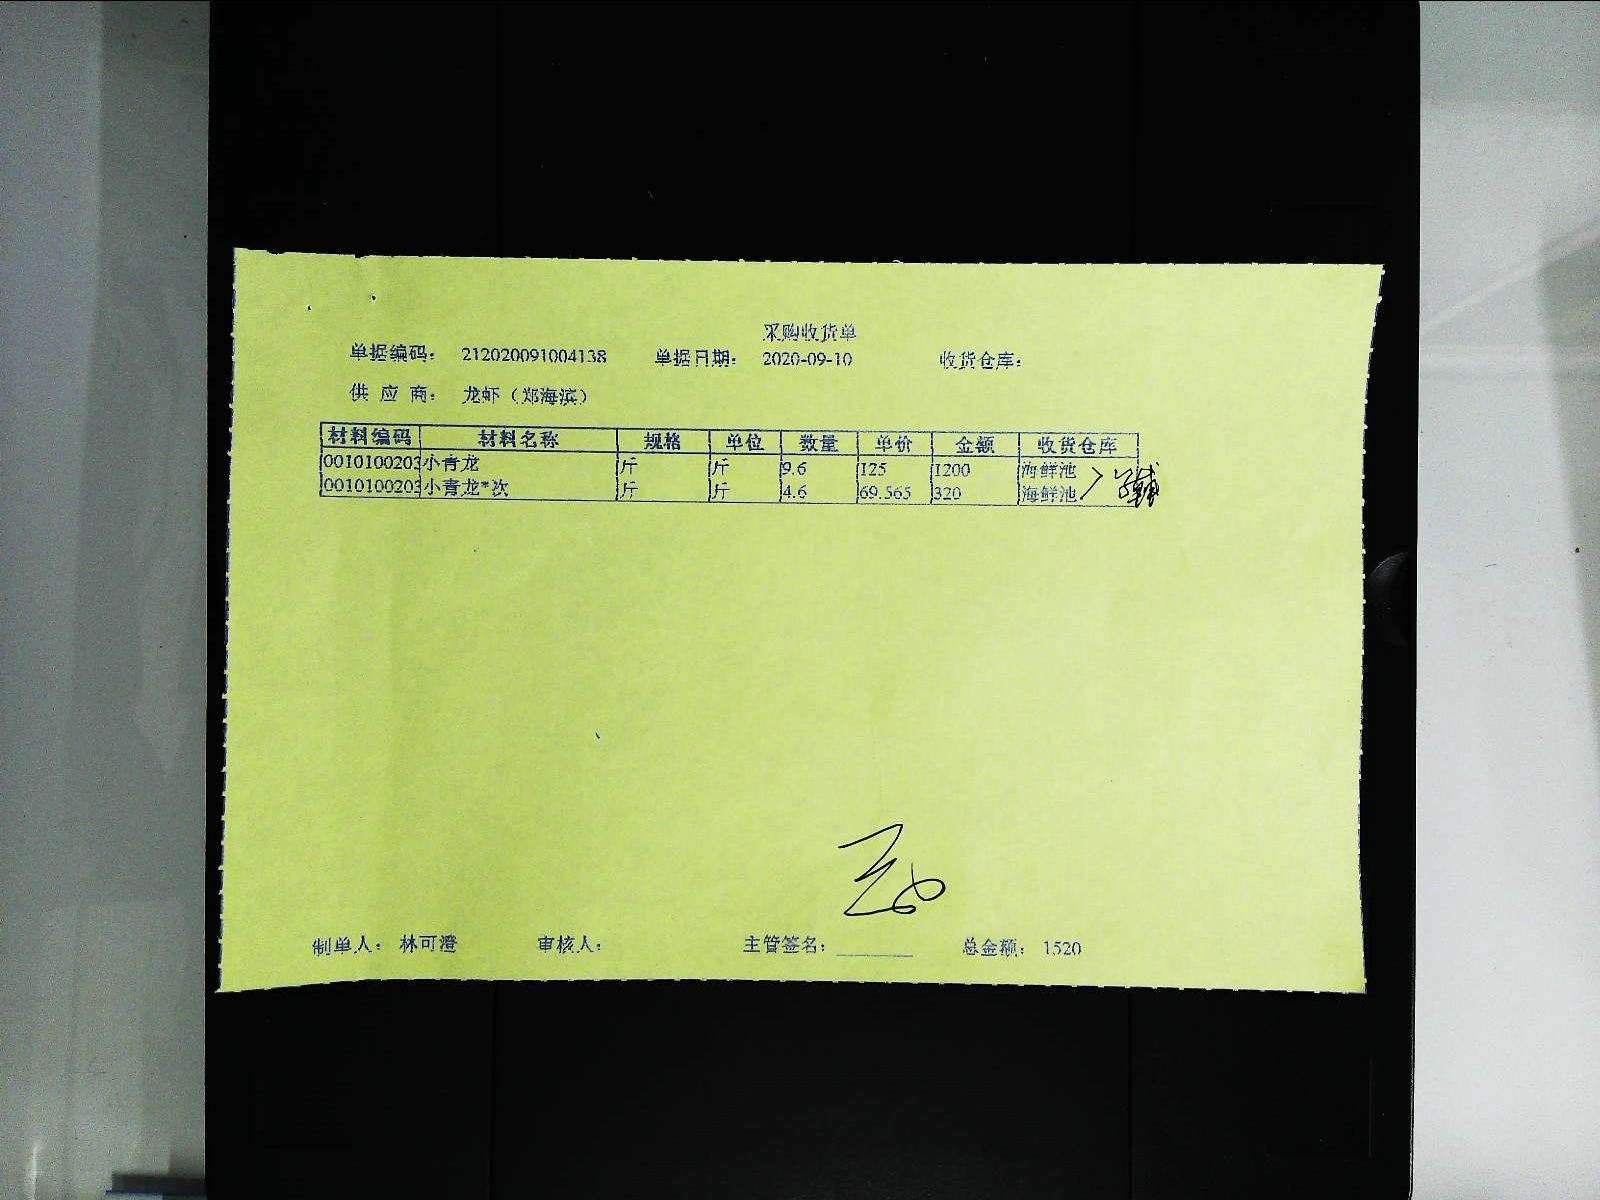 采购收货单
单据编码： 212020091004138 单据日期： 2020-09-10 收货仓库：
供 应 商： 龙虾（郑海滨）
材料编码 材料名称 规格 单位 数量 单价 金额 收货仓库
0010100203 小青龙 斤 斤 9.6 125 1200 海鲜池
0010100203 小青龙*次 斤 斤 4.6 69.565 320 海鲜池
制单人： 林可澄 审核人： 主管签名： 总金额： 1520